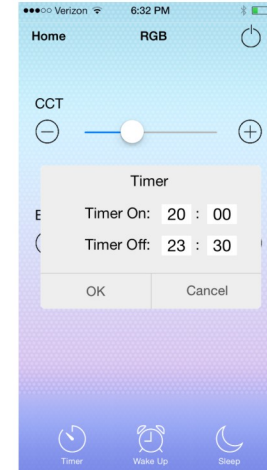 Verizon 6:32 PM
Home RGB
CCT
Timer
Timer On: 20 : 00
Timer Off: 23 : 30
OK Cancel
Timer Wake Up Sleep